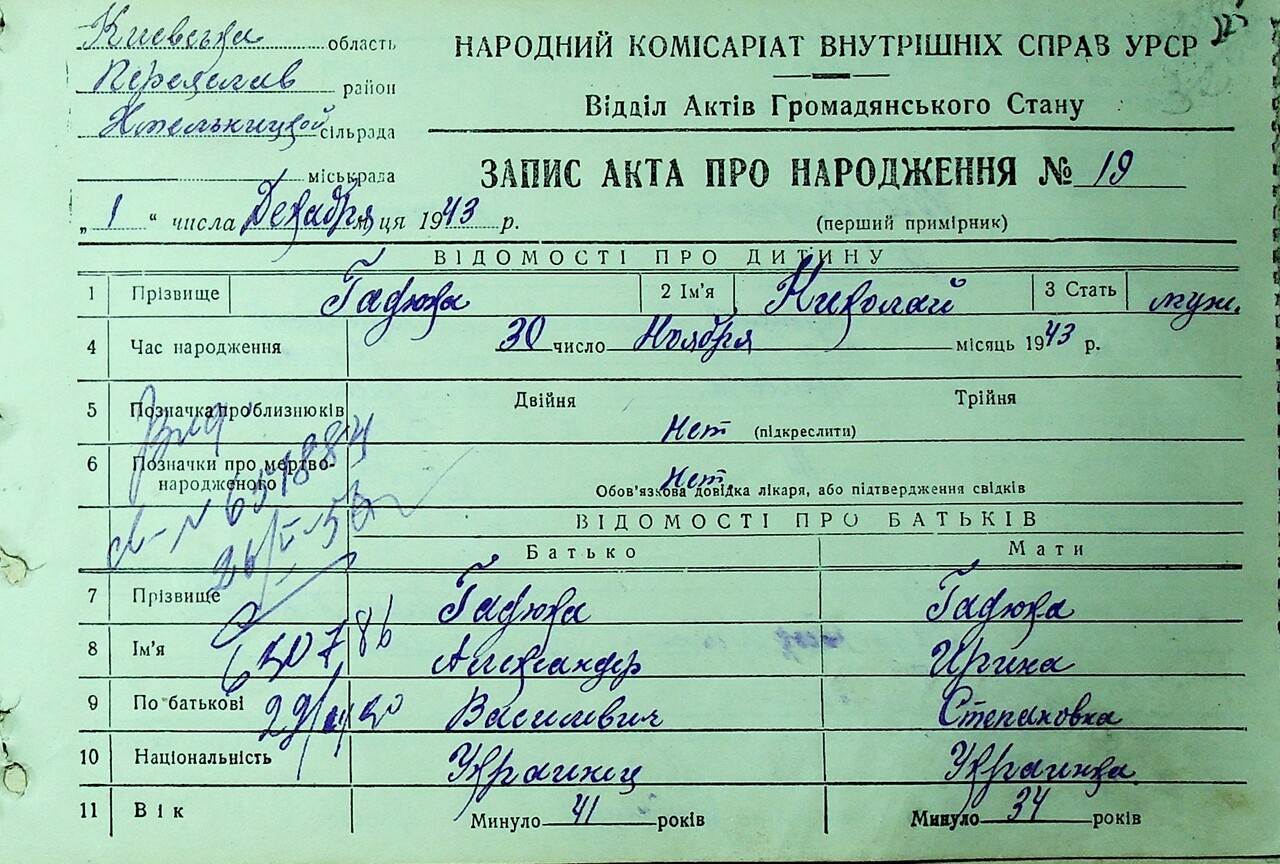 Киевська область
НАРОДНИЙ КОМІСАРІАТ ВНУТРІШНІХ СПРАВ УРСР
Переяслав район
Відділ Актів Громадянського Стану
сільрада
міськрада
ЗАПИС АКТА ПРО НАРОДЖЕННЯ № 19
„ 1 “ числа Декабря м ця 1943 р.
(перший примірник)
ВІДОМОСТІ ПРО ДИТИНУ
1 Прізвище Гадюка 2 Ім'я Николай 3 Стать муж.
4 Час народження 30 число Ноября місяць 1943 р.
5 Позначка про близнюків Двійня Трійня
Нет (підкреслити)
6 Позначки про мертво-
народженого Нет.
Обов'язкова довідка лікаря, або підтвердження свідків
ВІДОМОСТІ ПРО БАТЬКІВ
Батько Мати
7 Прізвище Гадюка Гадюка
8 Ім'я Александр Ирина
9 По батькові Василевич Степановна
10 Національність Украинец Украинка
11 Вік Минуло 41 років Минуло 34 років